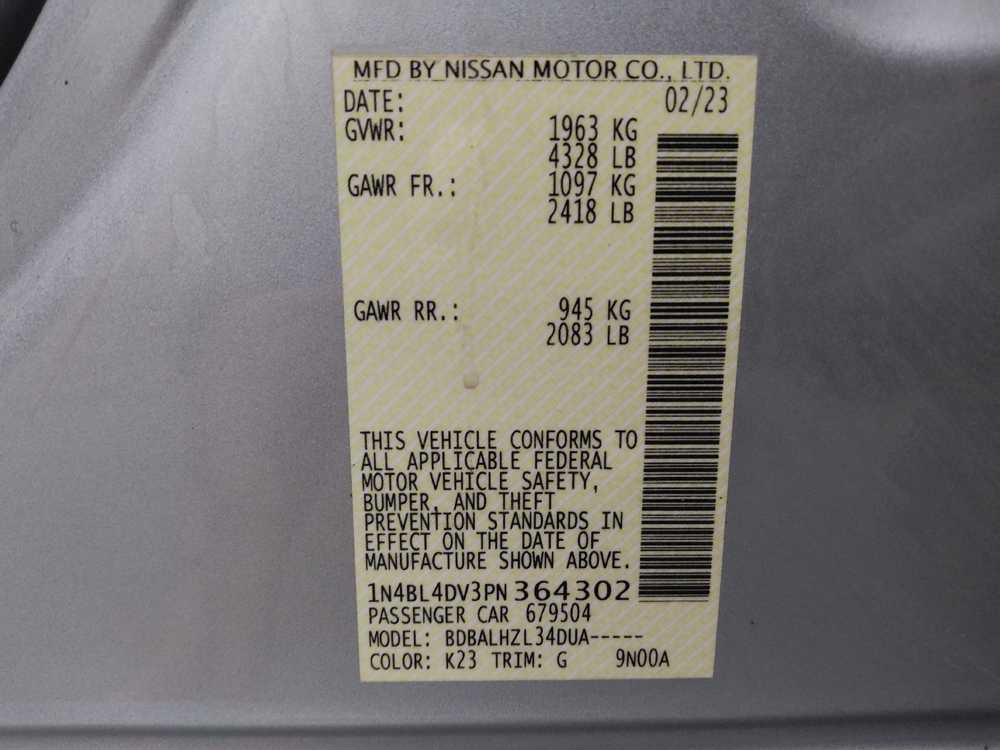 MFD BY NISSAN MOTOR CO., LTD.
DATE: 02/23
GVWR: 1963 KG
4328 LB
GAWR FR.: 1097 KG
2418 LB
GAWR RR.: 945 KG
2083 LB
THIS VEHICLE CONFORMS TO
ALL APPLICABLE FEDERAL
MOTOR VEHICLE SAFETY,
BUMPER, AND THEFT
PREVENTION STANDARDS IN
EFFECT ON THE DATE OF
MANUFACTURE SHOWN ABOVE.
1N4BL4DV3PN364302
PASSENGER CAR 679504
MODEL: BDBALHZL34DUA-----
COLOR: K23 TRIM: G 9N00A